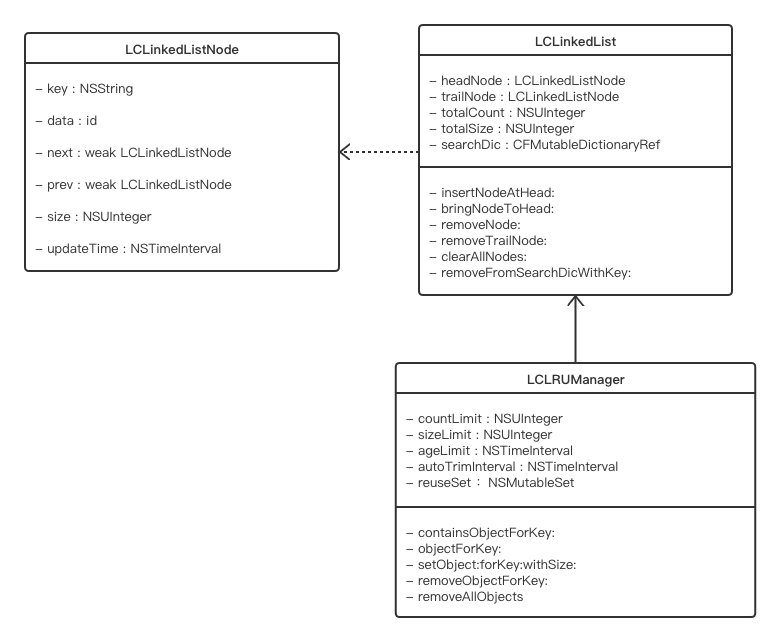 LCLinkedListNode
– key : NSString
– data : id
– next : weak LCLinkedListNode
– prev : weak LCLinkedListNode
– size : NSUInteger
– updateTime : NSTimeInterval
LCLinkedList
– headNode : LCLinkedListNode
– trailNode : LCLinkedListNode
– totalCount : NSUInteger
– totalSize : NSUInteger
– searchDic : CFMutableDictionaryRef
– insertNodeAtHead:
– bringNodeToHead:
– removeNode:
– removeTrailNode:
– clearAllNodes:
– removeFromSearchDicWithKey:
LCLRUManager
– countLimit : NSUInteger
– sizeLimit : NSUInteger
– ageLimit : NSTimeInterval
– autoTrimInterval : NSTimeInterval
– reuseSet ： NSMutableSet
– containsObjectForKey:
– objectForKey:
– setObject:forKey:withSize:
– removeObjectForKey:
– removeAllObjects